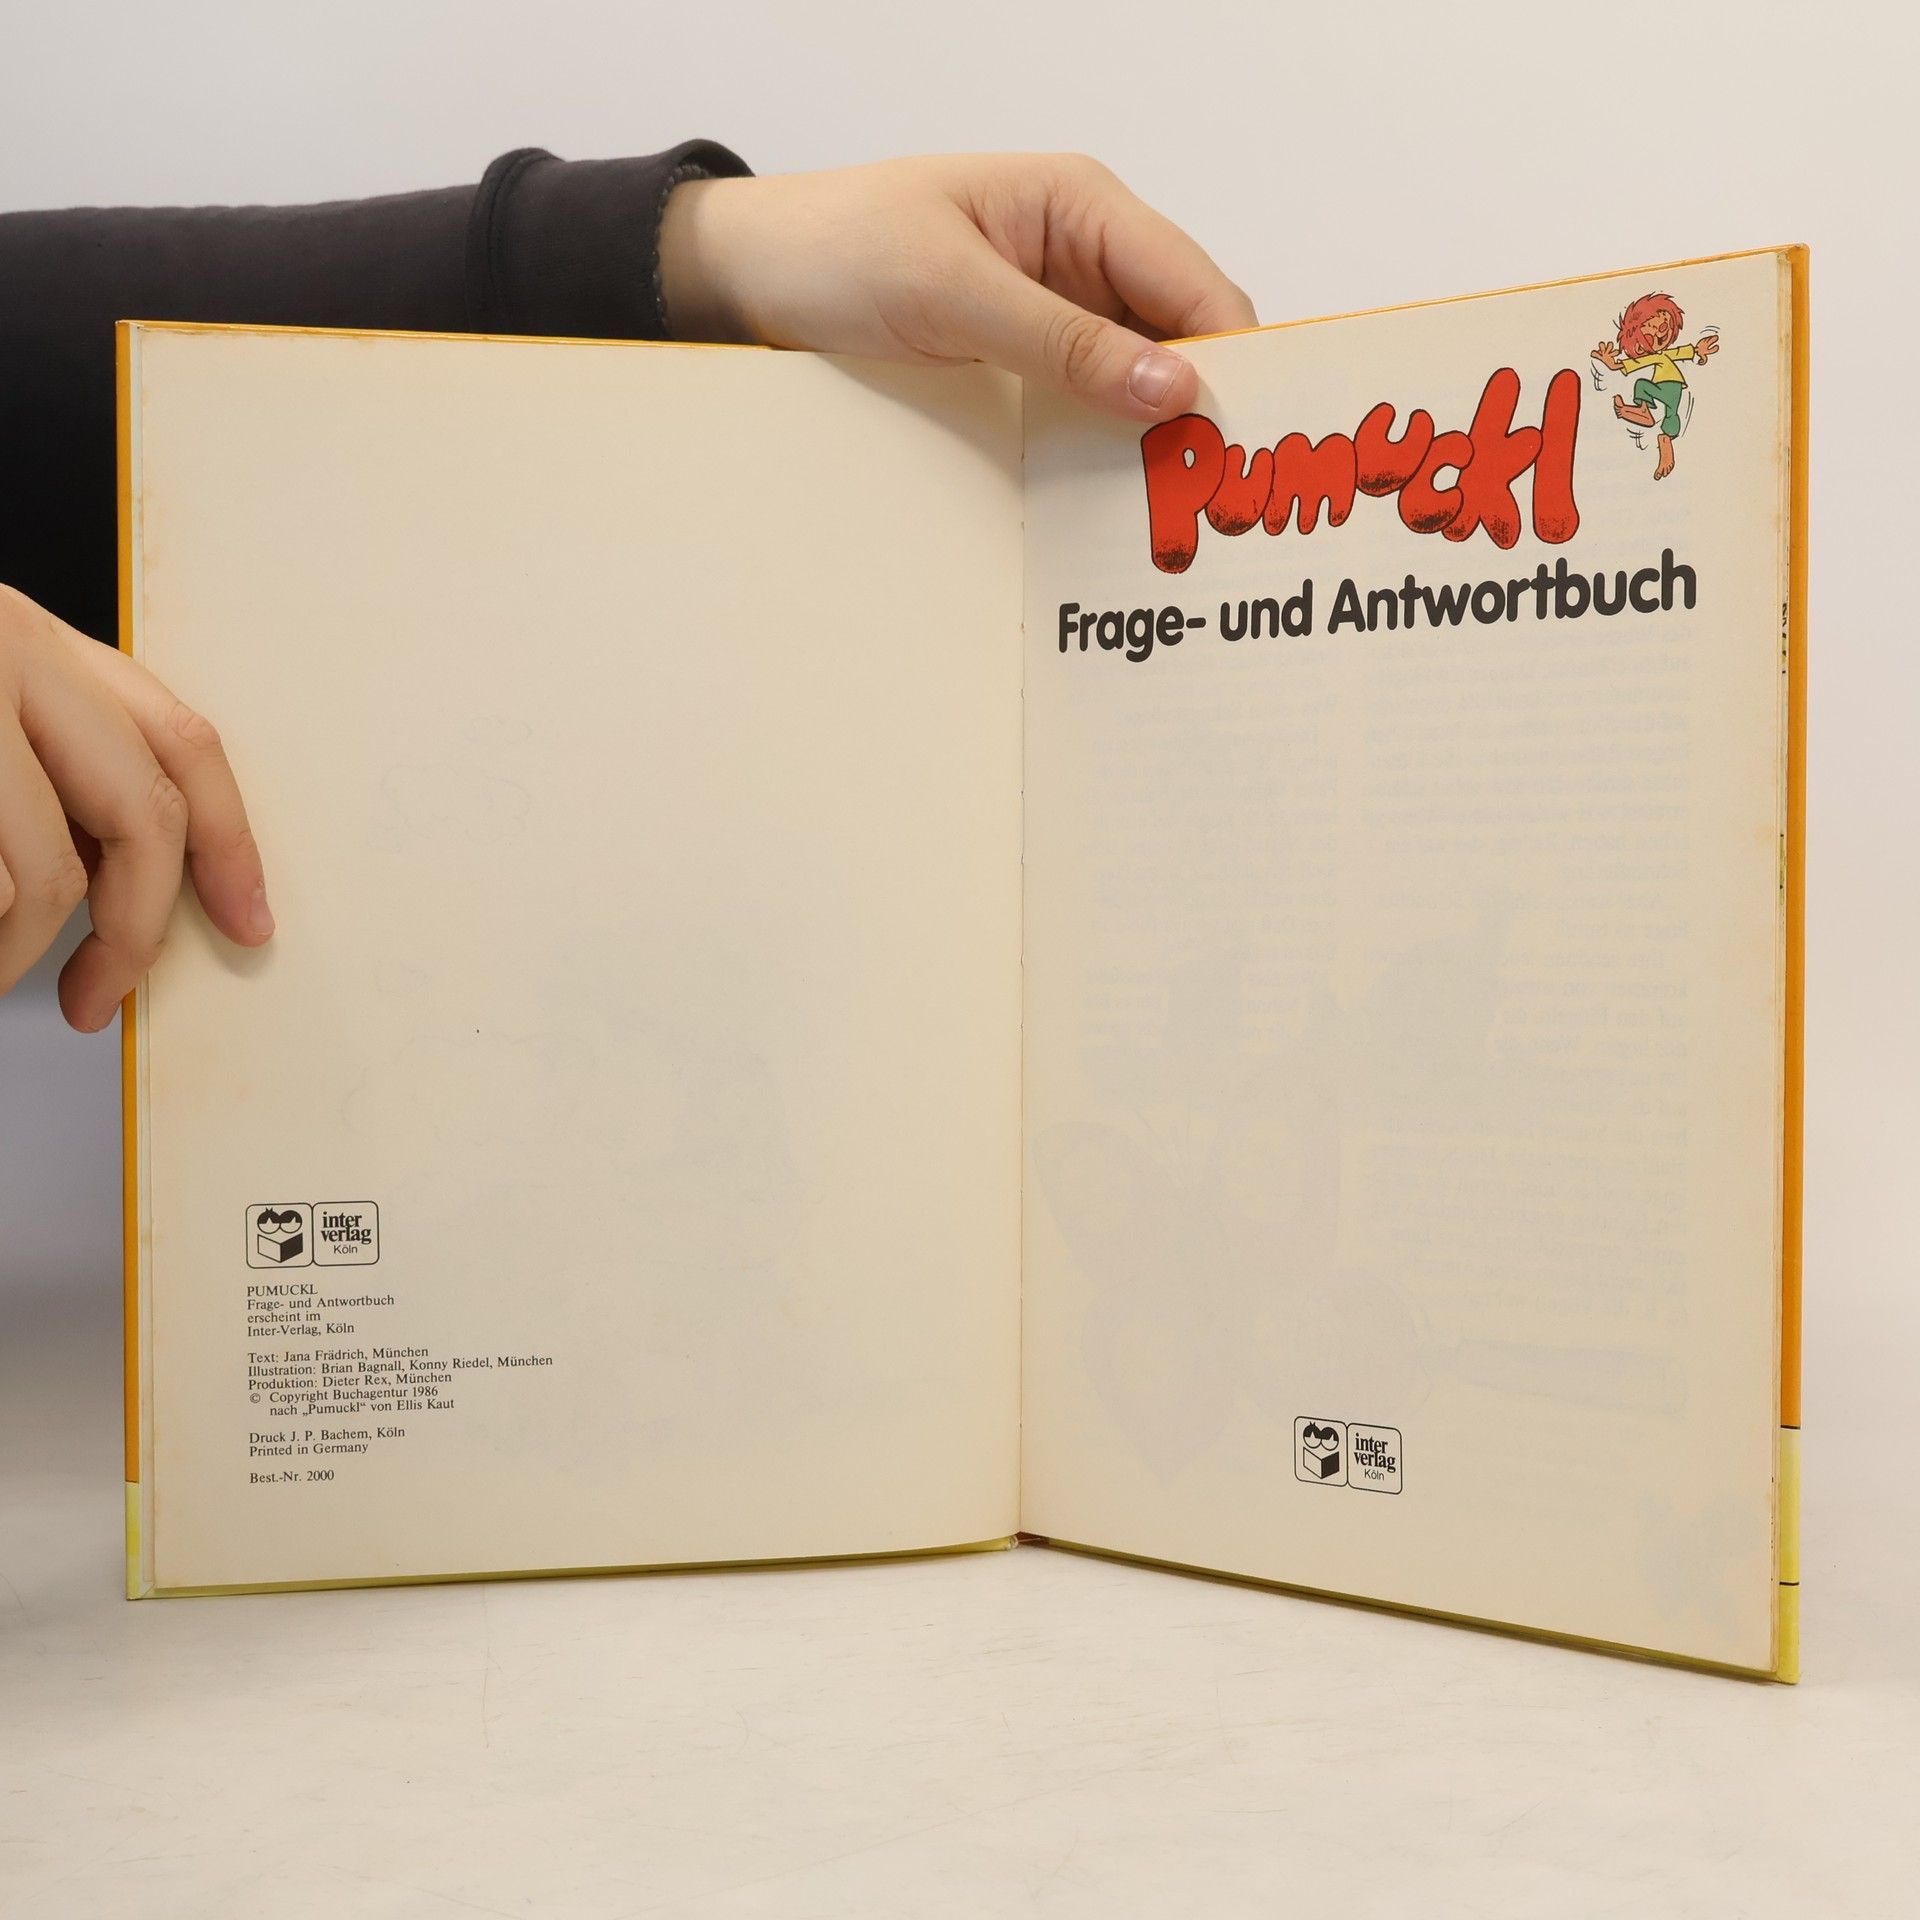 inter
verlag
Köln
PUMUCKL
Frage- und Antwortbuch
erscheint im
Inter-Verlag, Köln
Text: Jana Frädrich, München
Illustration: Brian Bagnall, Konny Riedel, München
Produktion: Dieter Rex, München
© Copyright Buchagentur 1986
nach „Pumuckl“ von Ellis Kaut
Druck J. P. Bachem, Köln
Printed in Germany
Best.-Nr. 2000
Pumuckl
Frage- und Antwortbuch
inter
verlag
Köln